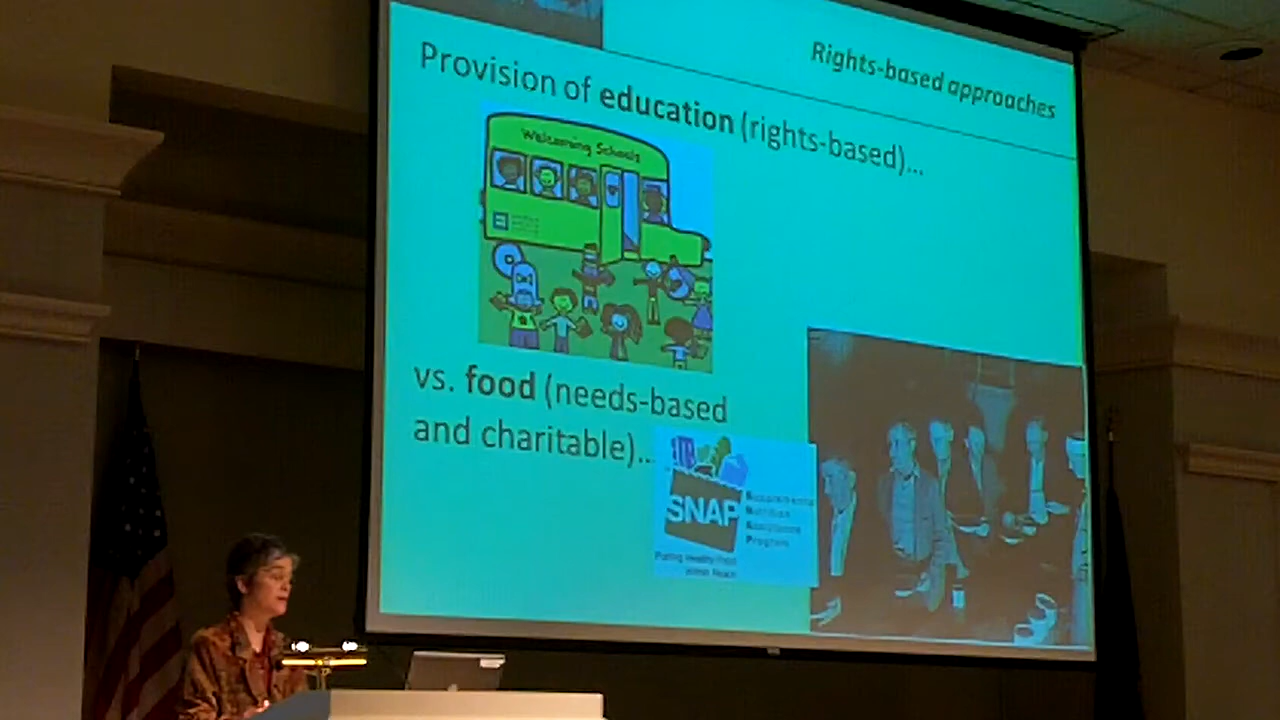 Rights-based approaches
Provision of education (rights-based)...
Welcoming Schools
vs. food (needs-based
and charitable)...
SNAP
Supplemental
Nutrition
Assistance
Program
Putting Healthy Food
Within Reach